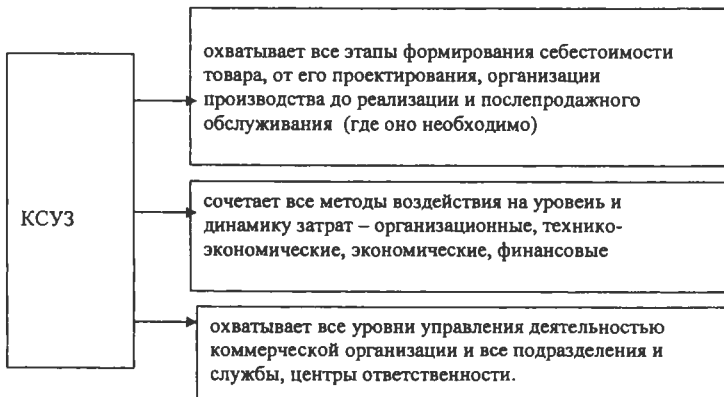 КСУЗ
охватывает все этапы формирования себестоимости
товара, от его проектирования, организации
производства до реализации и послепродажного
обслуживания (где оно необходимо)
сочетает все методы воздействия на уровень и
динамику затрат – организационные, технико-
экономические, экономические, финансовые
охватывает все уровни управления деятельностью
коммерческой организации и все подразделения и
службы, центры ответственности.